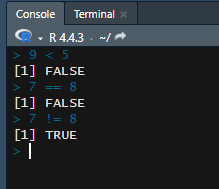 Console Terminal ×
R 4.4.3 · ~/
> 9 < 5
[1] FALSE
> 7 == 8
[1] FALSE
> 7 != 8
[1] TRUE
>